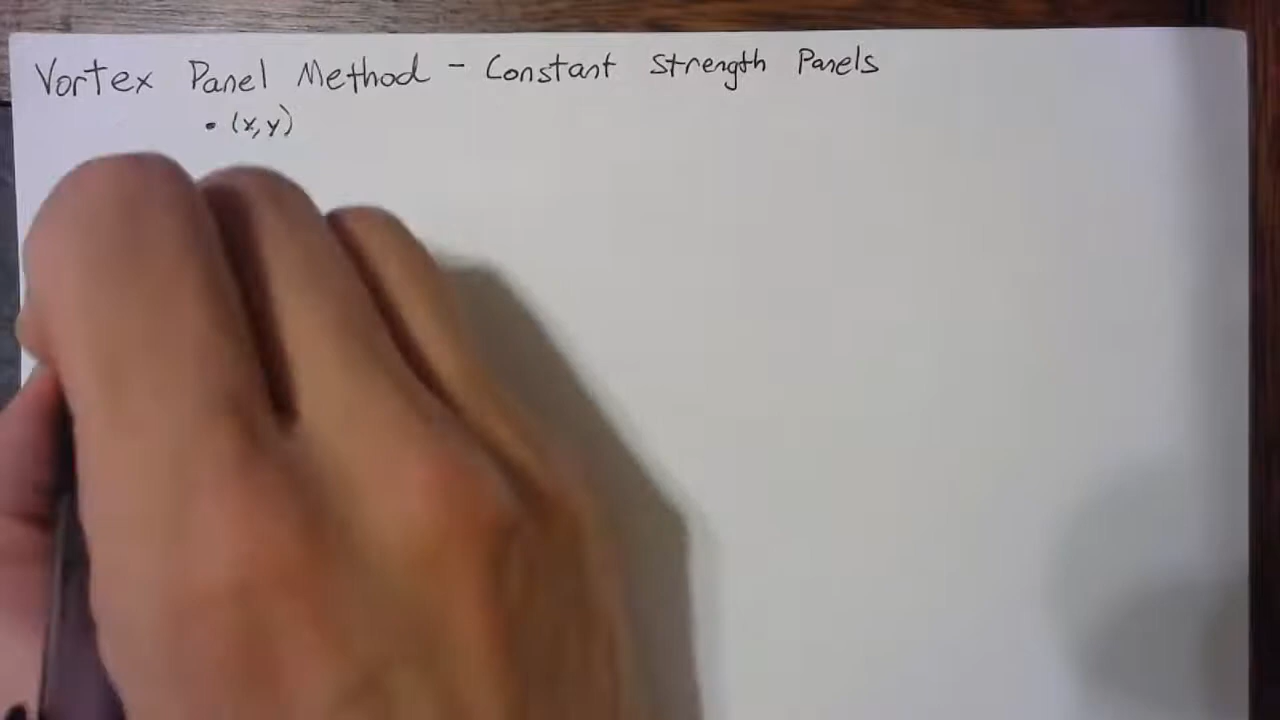 Vortex Panel Method - Constant Strength Panels
• (x,y)